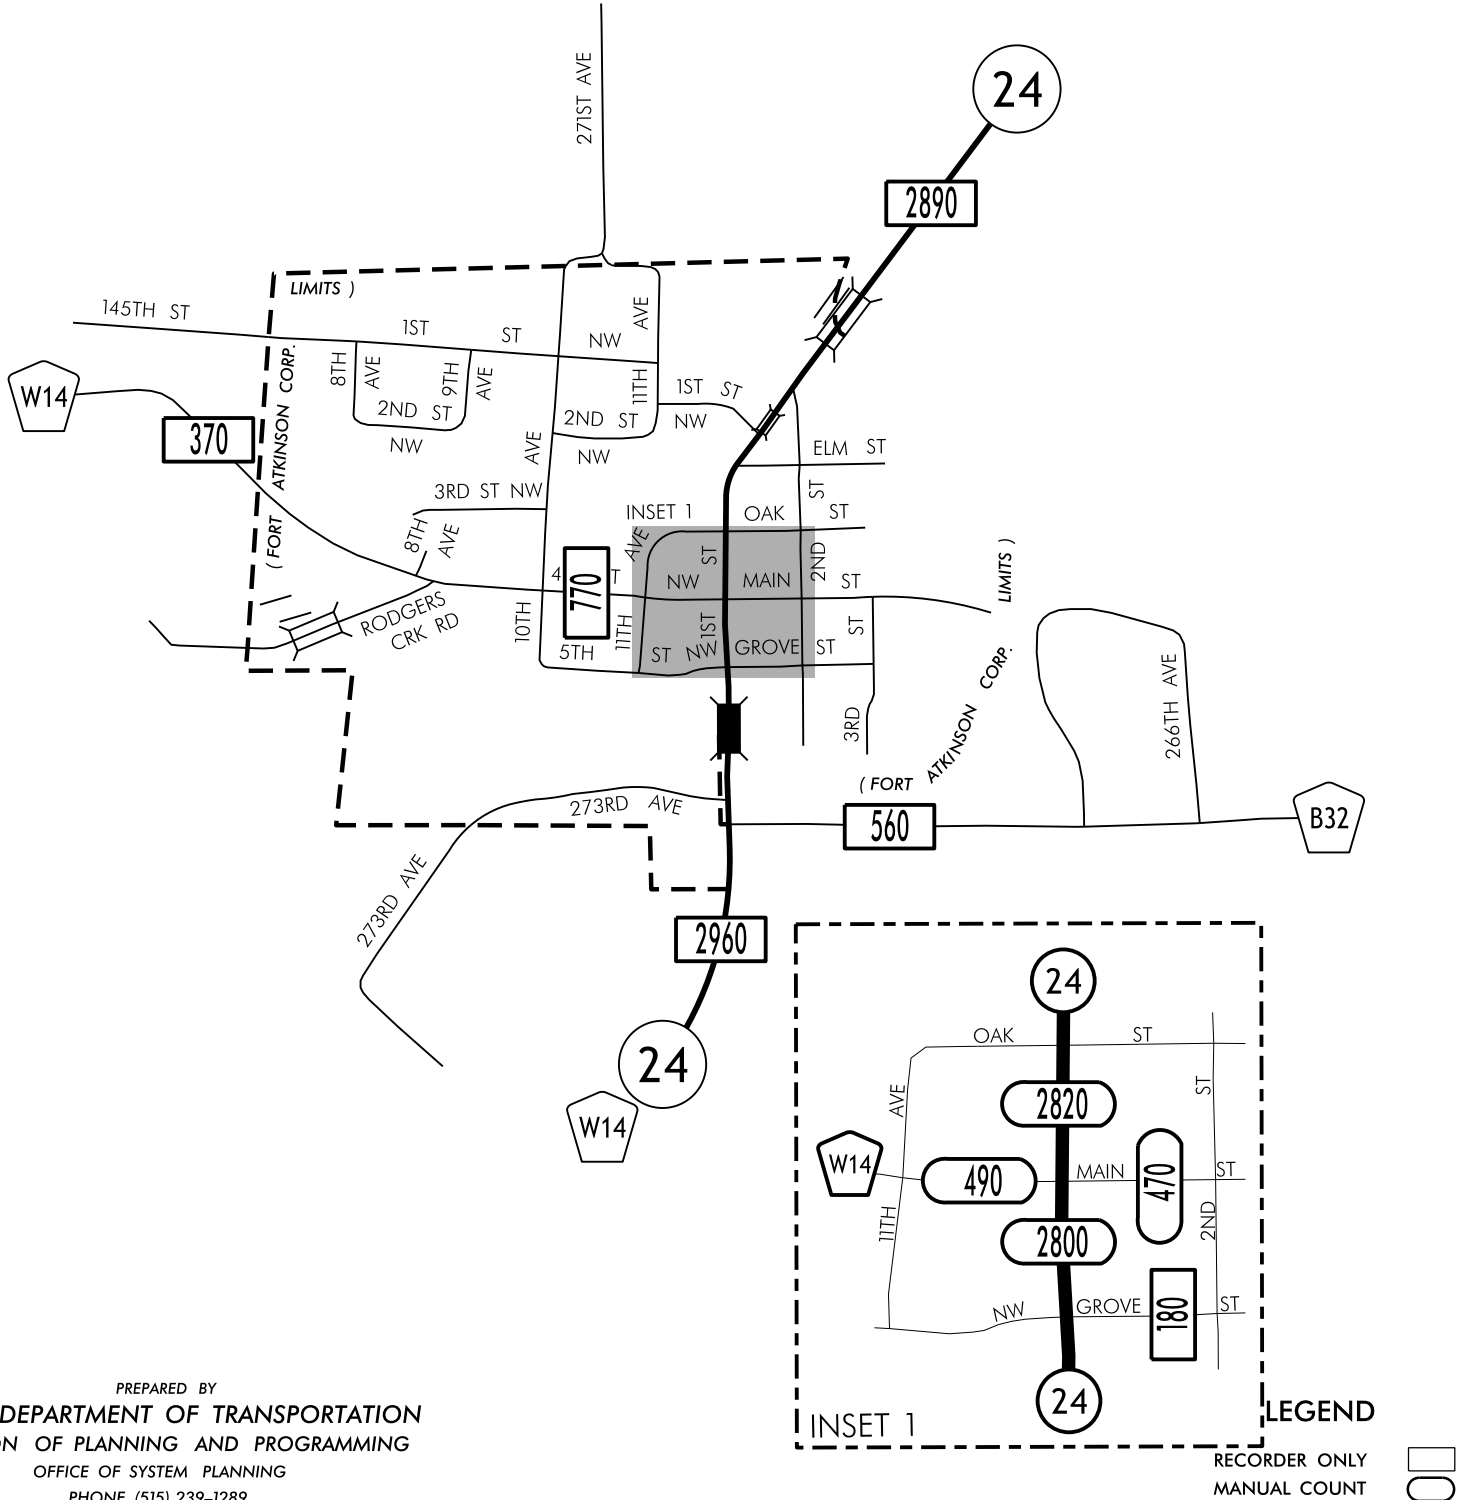 271ST AVE
24
2890
LIMITS )
145TH ST
1ST ST NW
AVE
11TH
W14
370
( FORT ATKINSON CORP.
8TH AVE
9TH AVE
2ND ST
NW
AVE
10TH
2ND ST
NW
1ST ST
NW
ELM ST
3RD ST NW
INSET 1
OAK ST
ST
2ND
8TH AVE
AVE
11TH
4
T
770
NW
MAIN ST
ST
1ST
RODGERS
CRK RD
5TH ST NW
GROVE ST
ST
3RD
LIMITS )
( FORT ATKINSON CORP.
266TH AVE
273RD AVE
560
B32
273RD AVE
2960
24
W14
24
OAK ST
AVE
11TH
ST
2ND
2820
W14
490
MAIN ST
470
2800
NW
GROVE ST
180
24
INSET 1
PREPARED BY
DEPARTMENT OF TRANSPORTATION
N OF PLANNING AND PROGRAMMING
OFFICE OF SYSTEM PLANNING
PHONE (515) 239-1289
LEGEND
RECORDER ONLY
MANUAL COUNT